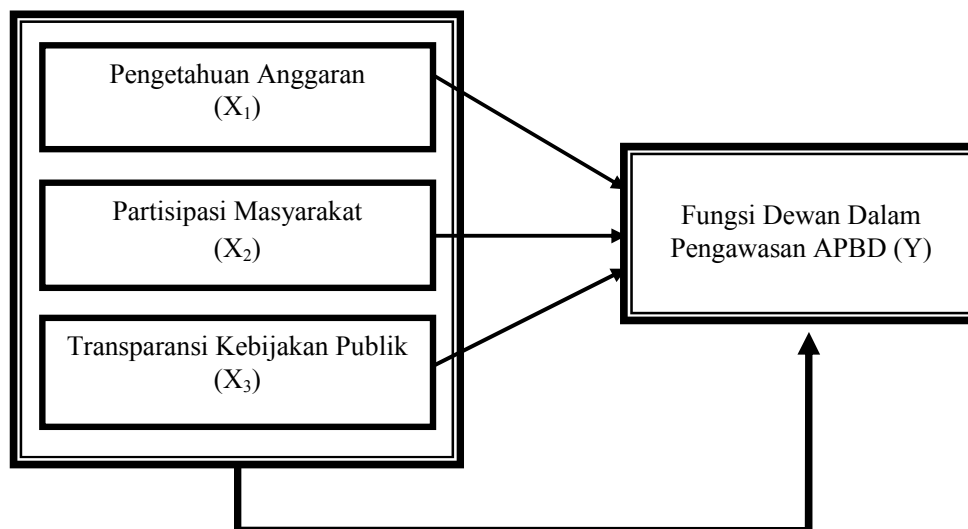 Pengetahuan Anggaran
(X₁)
Partisipasi Masyarakat
(X₂)
Transparansi Kebijakan Publik
(X₃)
Fungsi Dewan Dalam
Pengawasan APBD (Y)